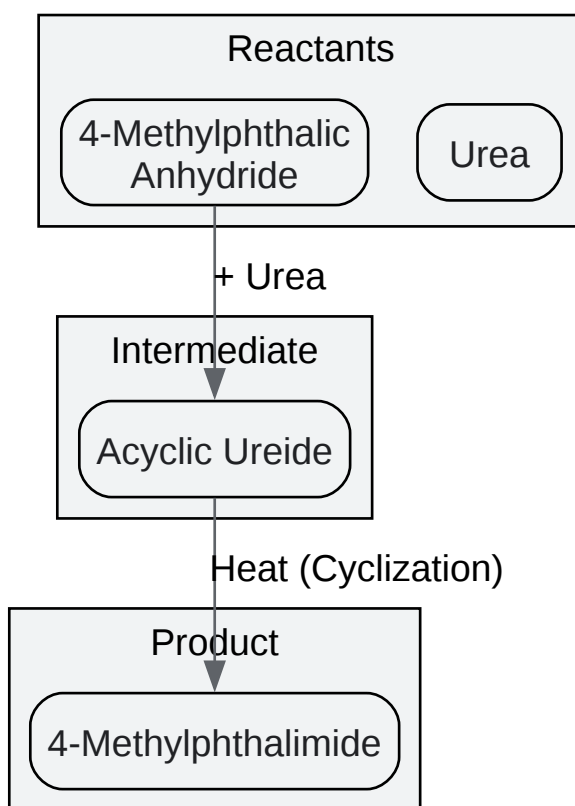 Reactants
4-Methylphthalic
Anhydride
Urea
+ Urea
Intermediate
Acyclic Ureide
Heat (Cyclization)
Product
4-Methylphthalimide